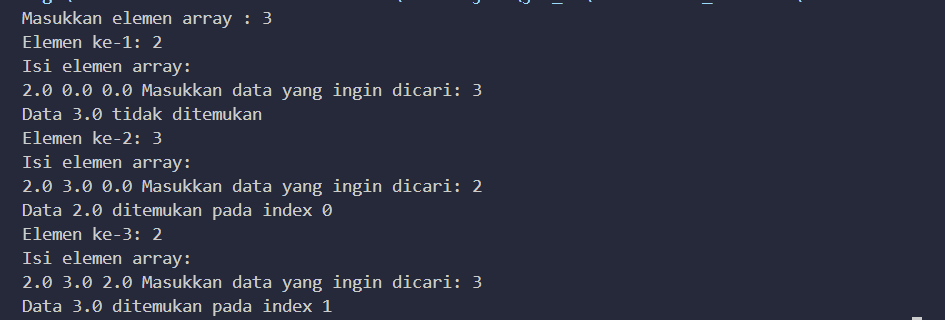 Masukkan elemen array : 3
Elemen ke-1: 2
Isi elemen array:
2.0 0.0 0.0 Masukkan data yang ingin dicari: 3
Data 3.0 tidak ditemukan
Elemen ke-2: 3
Isi elemen array:
2.0 3.0 0.0 Masukkan data yang ingin dicari: 2
Data 2.0 ditemukan pada index 0
Elemen ke-3: 2
Isi elemen array:
2.0 3.0 2.0 Masukkan data yang ingin dicari: 3
Data 3.0 ditemukan pada index 1